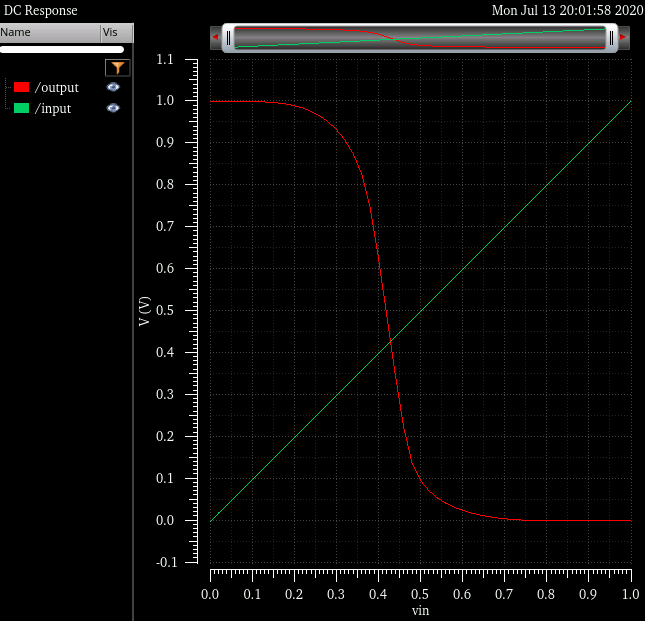 DC Response
Mon Jul 13 20:01:58 2020
Name Vis
/output
/input
V (V)
1.1
1.0
0.9
0.8
0.7
0.6
0.5
0.4
0.3
0.2
0.1
0.0
-0.1
0.0 0.1 0.2 0.3 0.4 0.5 0.6 0.7 0.8 0.9 1.0
vin